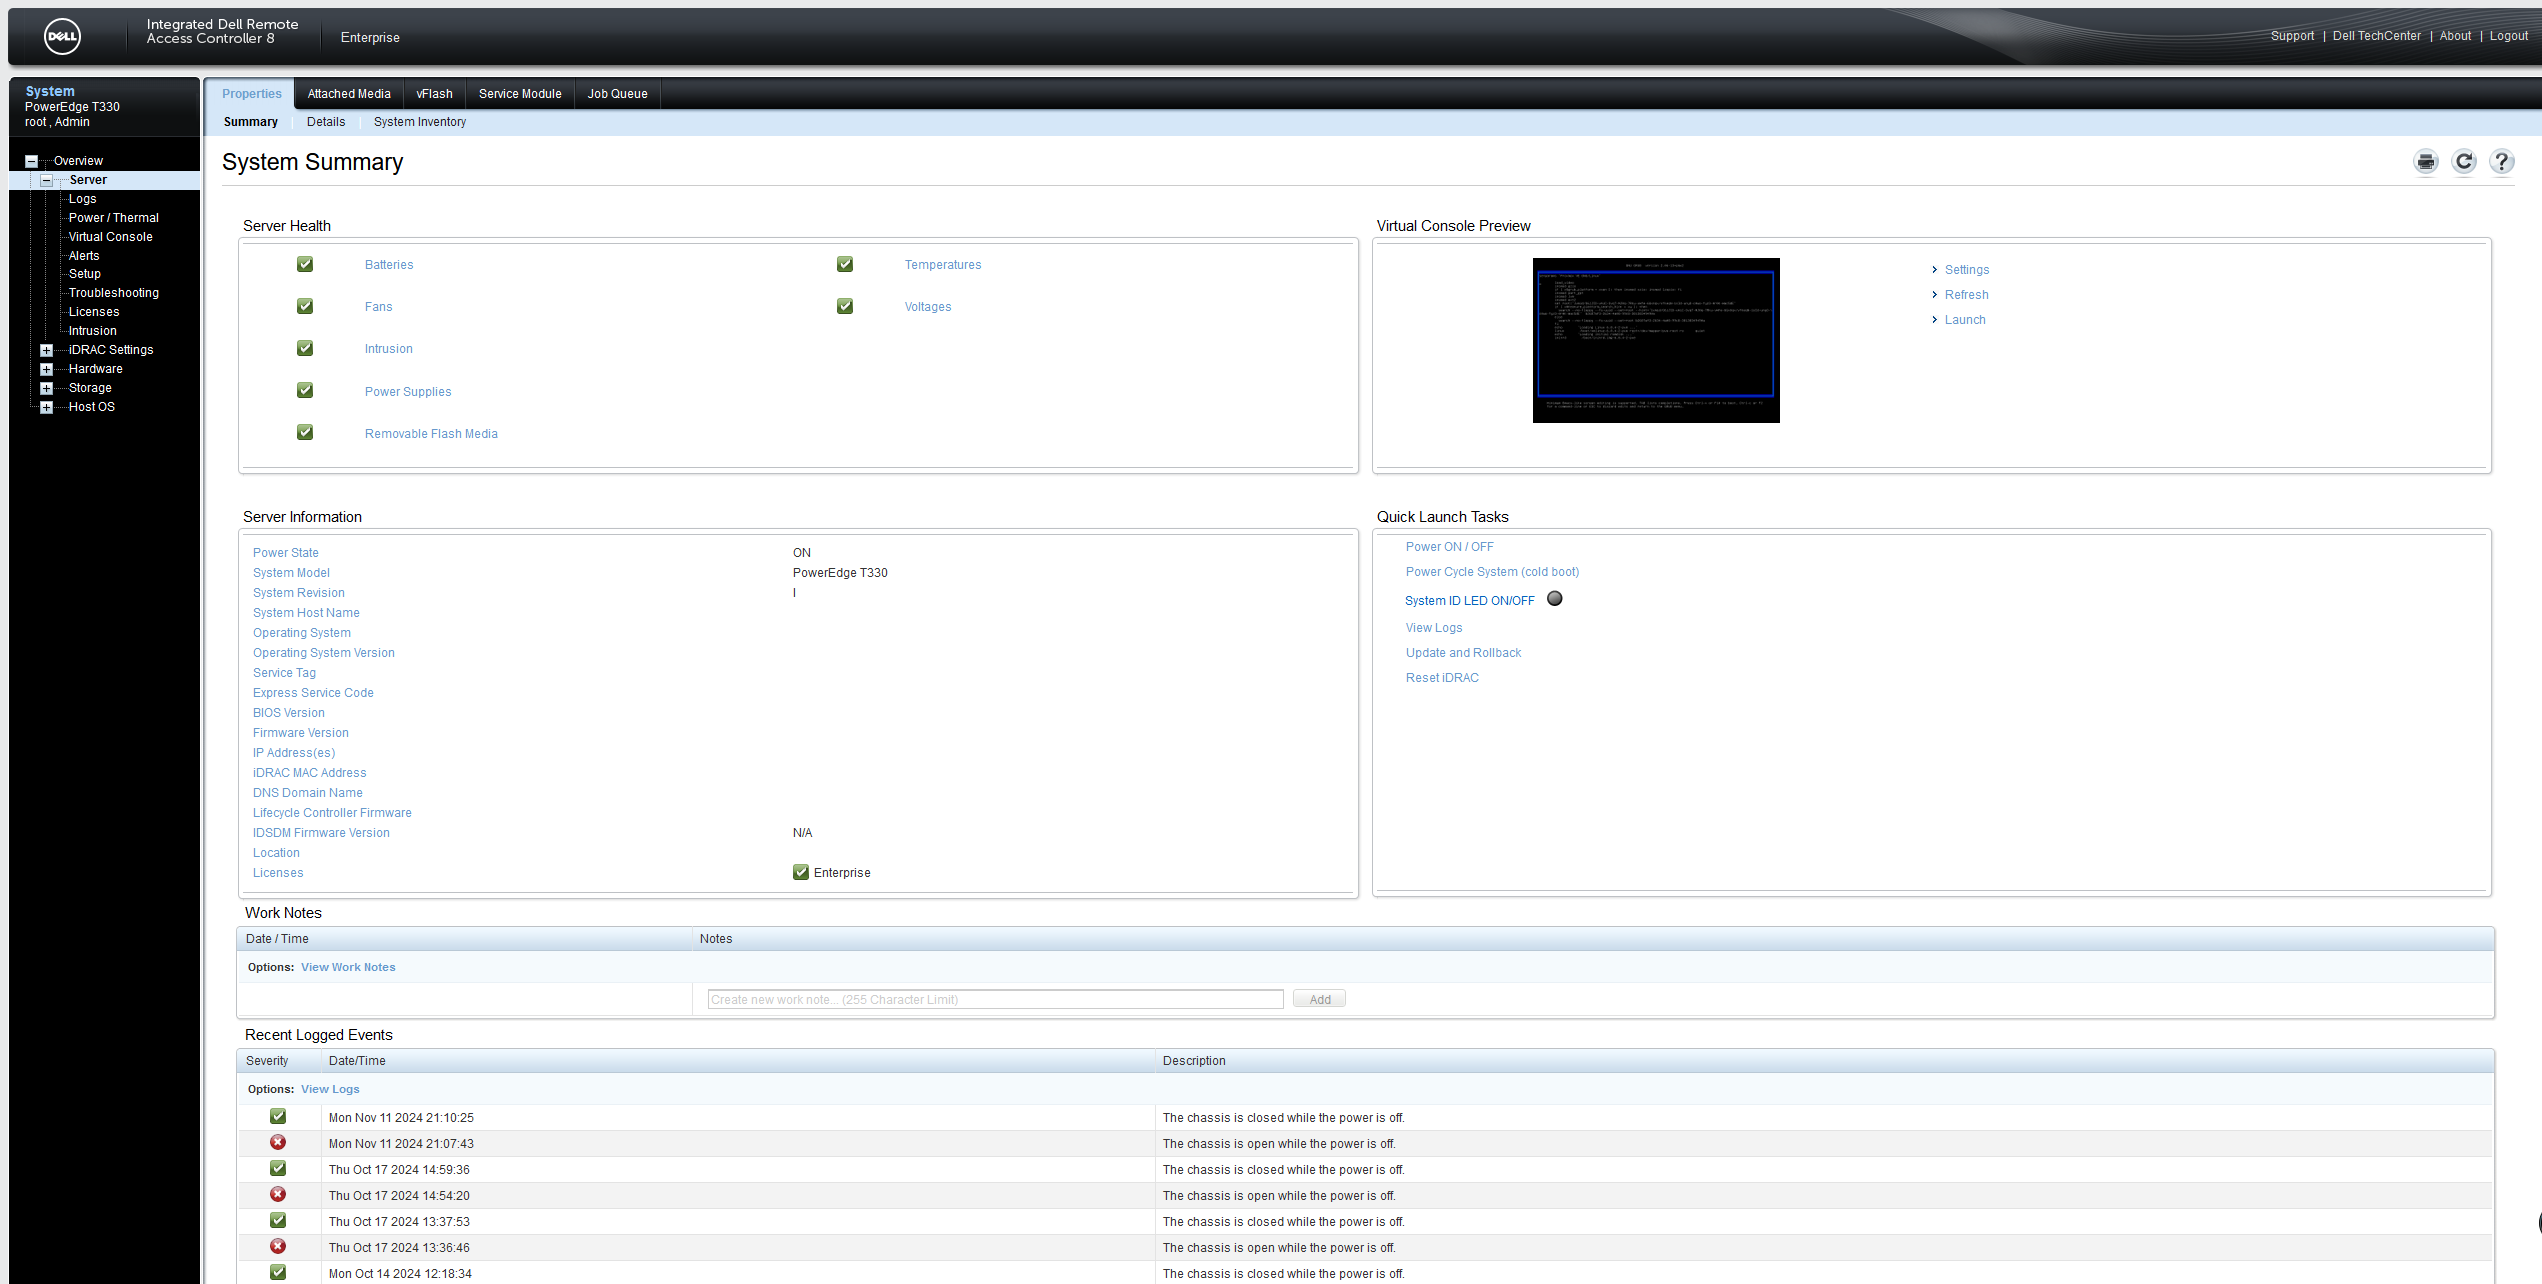 DELL
Integrated Dell Remote
Access Controller 8
Enterprise
Support | Dell TechCenter | About | Logout
System
PowerEdge T330
root , Admin
Properties
Attached Media
vFlash
Service Module
Job Queue
Summary
Details
System Inventory
Overview
Server
Logs
Power / Thermal
Virtual Console
Alerts
Setup
Troubleshooting
Licenses
Intrusion
iDRAC Settings
Hardware
Storage
Host OS
System Summary
Server Health
Batteries
Temperatures
Fans
Voltages
Intrusion
Power Supplies
Removable Flash Media
Virtual Console Preview
Settings
Refresh
Launch
Server Information
Power State ON
System Model PowerEdge T330
System Revision I
System Host Name
Operating System
Operating System Version
Service Tag
Express Service Code
BIOS Version
Firmware Version
IP Address(es)
iDRAC MAC Address
DNS Domain Name
Lifecycle Controller Firmware
IDSDM Firmware Version N/A
Location
Licenses Enterprise
Quick Launch Tasks
Power ON / OFF
Power Cycle System (cold boot)
System ID LED ON/OFF
View Logs
Update and Rollback
Reset iDRAC
Work Notes
Date / Time Notes
Options: View Work Notes
Create new work note... (255 Character Limit) Add
Recent Logged Events
Severity Date/Time Description
Options: View Logs
Mon Nov 11 2024 21:10:25 The chassis is closed while the power is off.
Mon Nov 11 2024 21:07:43 The chassis is open while the power is off.
Thu Oct 17 2024 14:59:36 The chassis is closed while the power is off.
Thu Oct 17 2024 14:54:20 The chassis is open while the power is off.
Thu Oct 17 2024 13:37:53 The chassis is closed while the power is off.
Thu Oct 17 2024 13:36:46 The chassis is open while the power is off.
Mon Oct 14 2024 12:18:34 The chassis is closed while the power is off.